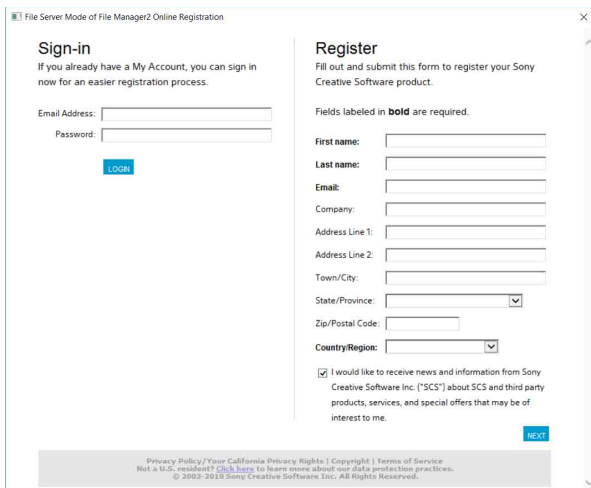 File Server Mode of File Manager2 Online Registration
Sign-in
If you already have a My Account, you can sign in
now for an easier registration process.
Email Address:
Password:
LOGIN
Register
Fill out and submit this form to register your Sony
Creative Software product.
Fields labeled in bold are required.
First name:
Last name:
Email:
Company:
Address Line 1:
Address Line 2:
Town/City:
State/Province:
Zip/Postal Code:
Country/Region:
I would like to receive news and information from Sony
Creative Software Inc. ("SCS") about SCS and third party
products, services, and special offers that may be of
interest to me.
NEXT
Privacy Policy/Your California Privacy Rights | Copyright | Terms of Service
Not a U.S. resident? Click here to learn more about our data protection practices.
© 2003-2018 Sony Creative Software Inc. All Rights Reserved.